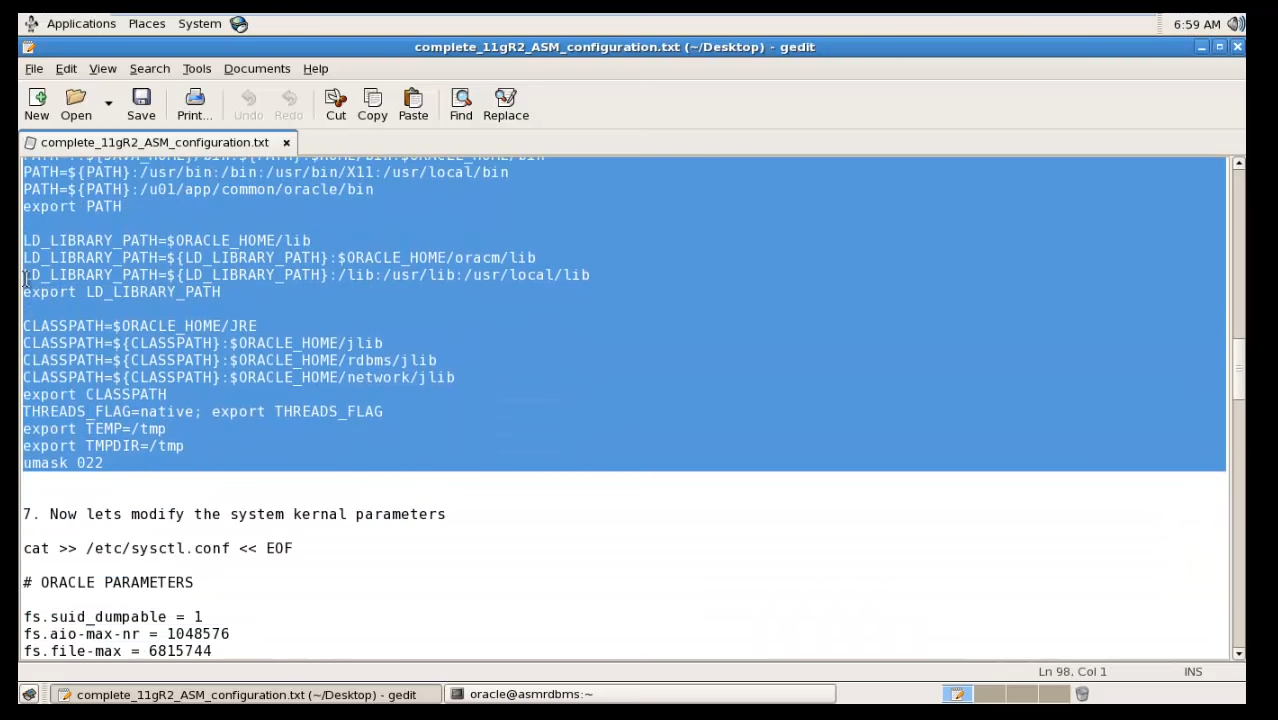 Applications Places System
6:59 AM
complete_11gR2_ASM_configuration.txt (~/Desktop) - gedit
File Edit View Search Tools Documents Help
New Open Save Print... Undo Redo Cut Copy Paste Find Replace
complete_11gR2_ASM_configuration.txt
PATH=${PATH}:/usr/bin:/bin:/usr/bin/X11:/usr/local/bin
PATH=${PATH}:/u01/app/common/oracle/bin
export PATH
LD_LIBRARY_PATH=$ORACLE_HOME/lib
LD_LIBRARY_PATH=${LD_LIBRARY_PATH}:$ORACLE_HOME/oracm/lib
LD_LIBRARY_PATH=${LD_LIBRARY_PATH}:/lib:/usr/lib:/usr/local/lib
export LD_LIBRARY_PATH
CLASSPATH=$ORACLE_HOME/JRE
CLASSPATH=${CLASSPATH}:$ORACLE_HOME/jlib
CLASSPATH=${CLASSPATH}:$ORACLE_HOME/rdbms/jlib
CLASSPATH=${CLASSPATH}:$ORACLE_HOME/network/jlib
export CLASSPATH
THREADS_FLAG=native; export THREADS_FLAG
export TEMP=/tmp
export TMPDIR=/tmp
umask 022
7. Now lets modify the system kernal parameters
cat >> /etc/sysctl.conf << EOF
# ORACLE PARAMETERS
fs.suid_dumpable = 1
fs.aio-max-nr = 1048576
fs.file-max = 6815744
Ln 98, Col 1 INS
complete_11gR2_ASM_configuration.txt (~/Desktop) - gedit
oracle@asmrdbms:~